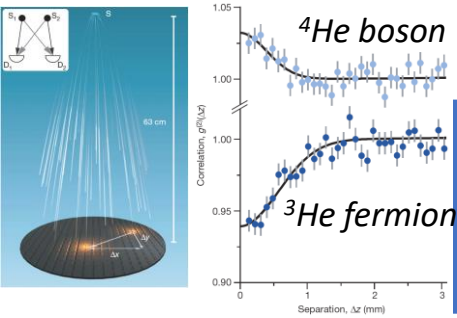 S₁ S₂
D₁ D₂
S
63 cm
Δx
Δy
Correlation, g⁽²⁾(Δz)
1.05
1.00
1.00
0.95
0.90
⁴He boson
³He fermion
0 1 2 3
Separation, Δz (mm)